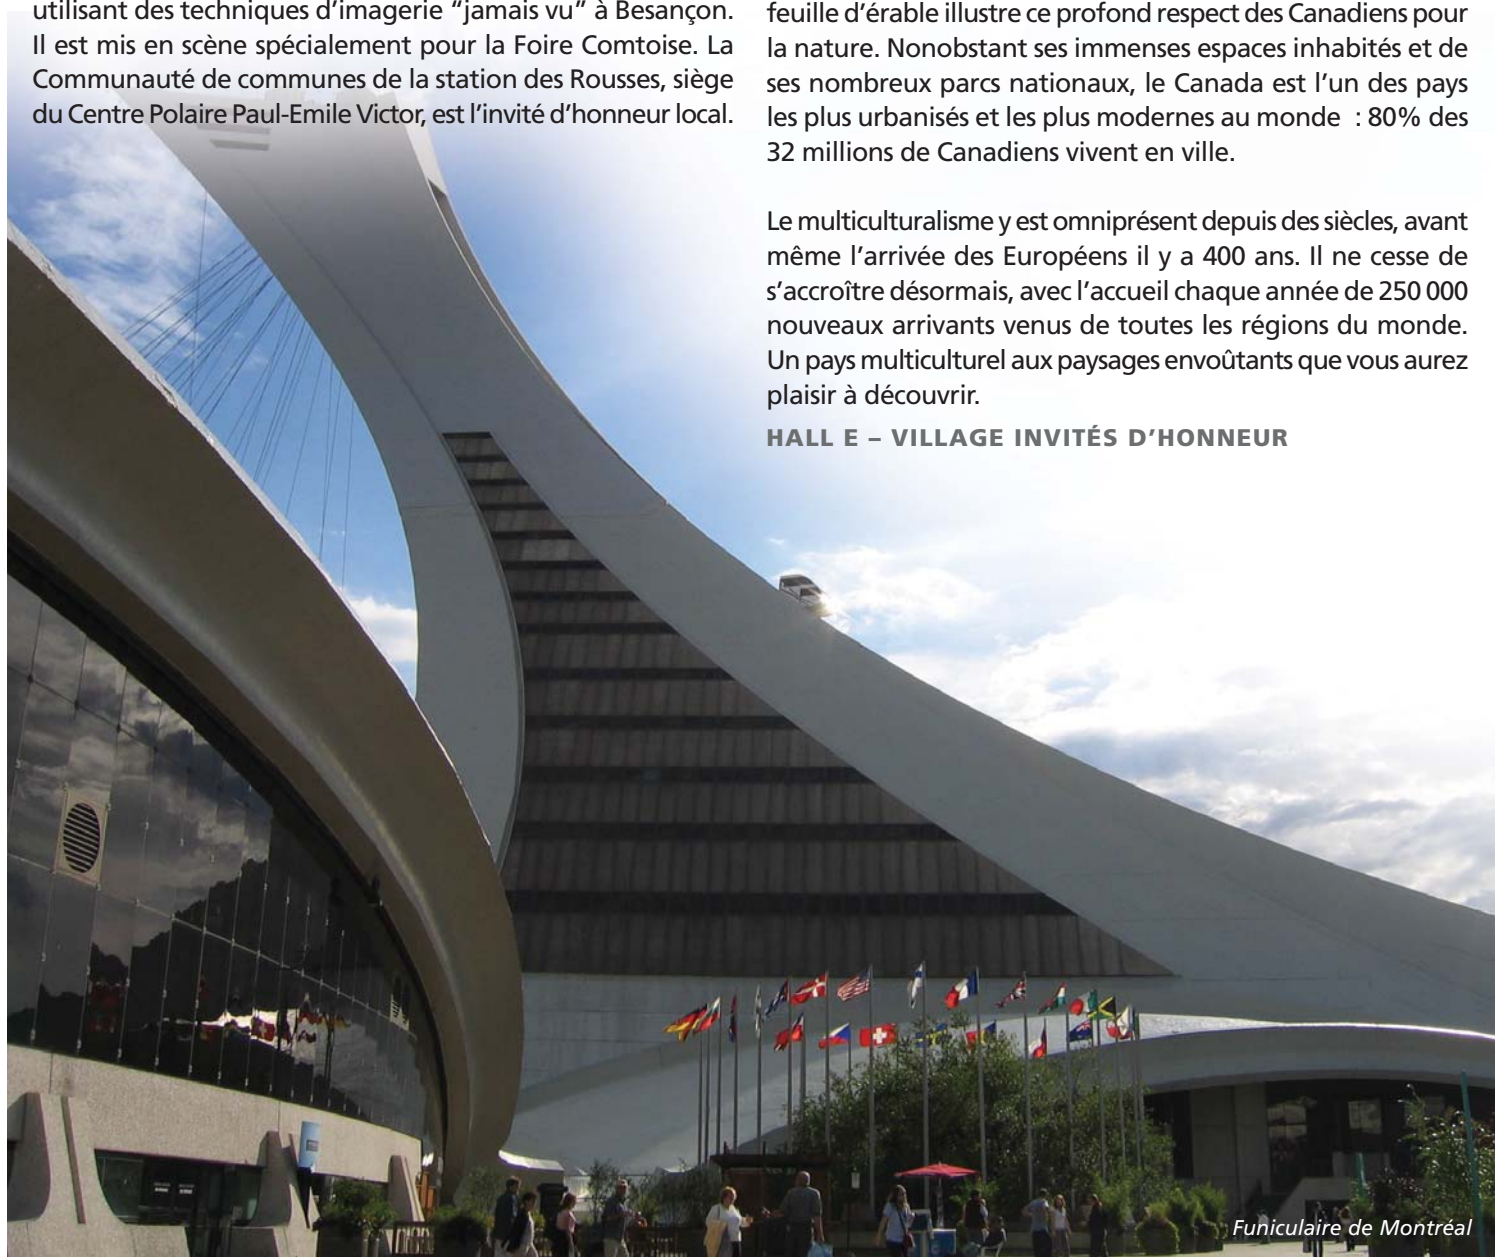 utilisant des techniques d’imagerie “jamais vu” à Besançon.
Il est mis en scène spécialement pour la Foire Comtoise. La
Communauté de communes de la station des Rousses, siège
du Centre Polaire Paul-Emile Victor, est l’invité d’honneur local.
feuille d’érable illustre ce profond respect des Canadiens pour
la nature. Nonobstant ses immenses espaces inhabités et de
ses nombreux parcs nationaux, le Canada est l’un des pays
les plus urbanisés et les plus modernes au monde : 80% des
32 millions de Canadiens vivent en ville.
Le multiculturalisme y est omniprésent depuis des siècles, avant
même l’arrivée des Européens il y a 400 ans. Il ne cesse de
s’accroître désormais, avec l’accueil chaque année de 250 000
nouveaux arrivants venus de toutes les régions du monde.
Un pays multiculturel aux paysages envoûtants que vous aurez
plaisir à découvrir.
HALL E – VILLAGE INVITÉS D’HONNEUR
Funiculaire de Montréal